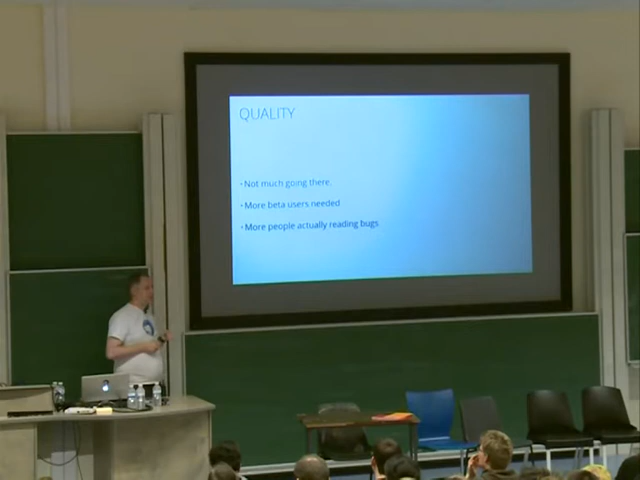 QUALITY
• Not much going there.
• More beta users needed
• More people actually reading bugs